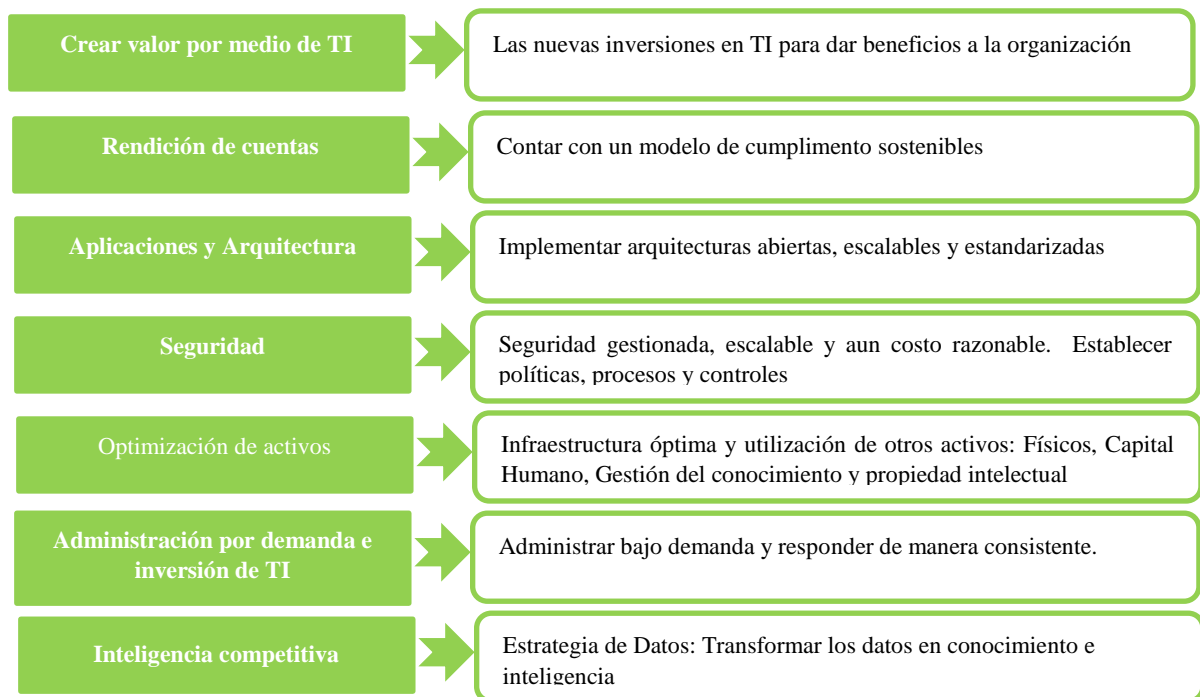 Crear valor por medio de TI
Las nuevas inversiones en TI para dar beneficios a la organización
Rendición de cuentas
Contar con un modelo de cumplimento sostenibles
Aplicaciones y Arquitectura
Implementar arquitecturas abiertas, escalables y estandarizadas
Seguridad
Seguridad gestionada, escalable y aun costo razonable. Establecer
políticas, procesos y controles
Optimización de activos
Infraestructura óptima y utilización de otros activos: Físicos, Capital
Humano, Gestión del conocimiento y propiedad intelectual
Administración por demanda e
inversión de TI
Administrar bajo demanda y responder de manera consistente.
Inteligencia competitiva
Estrategia de Datos: Transformar los datos en conocimiento e
inteligencia